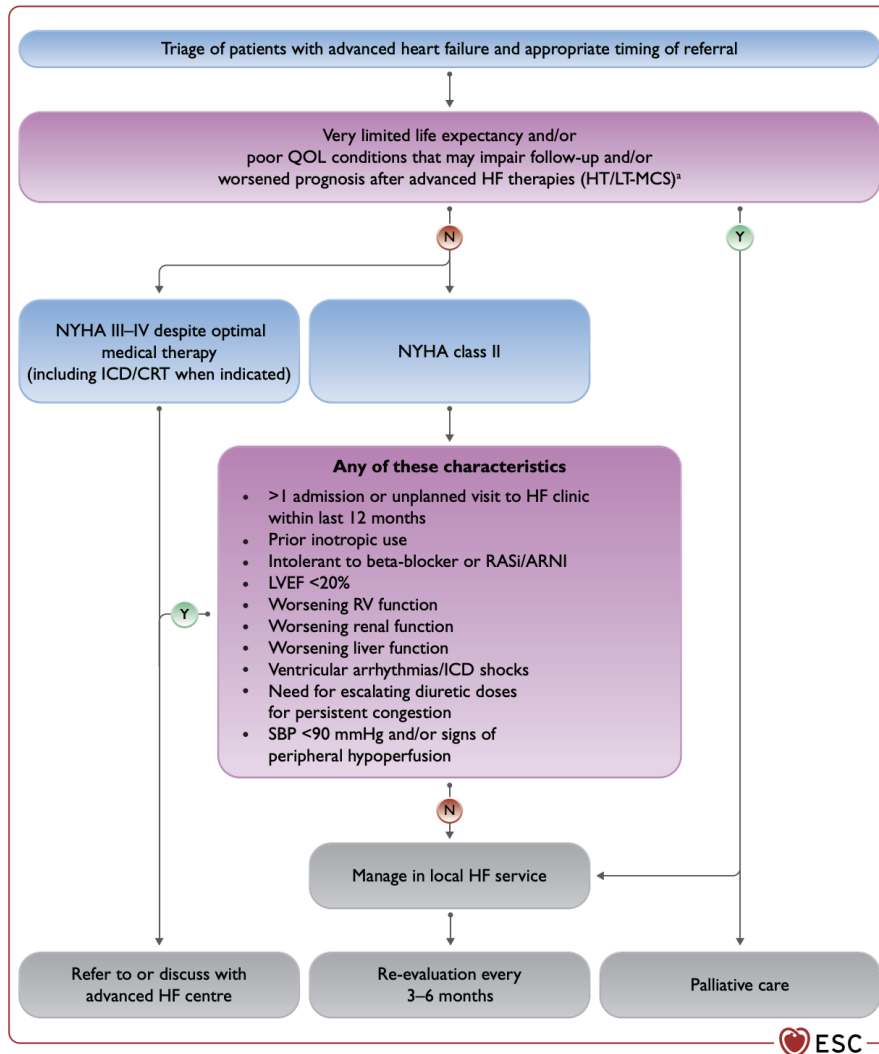 Triage of patients with advanced heart failure and appropriate timing of referral
Very limited life expectancy and/or
poor QOL conditions that may impair follow-up and/or
worsened prognosis after advanced HF therapies (HT/LT-MCS)ᵃ
N
Y
NYHA III–IV despite optimal
medical therapy
(including ICD/CRT when indicated)
NYHA class II
Any of these characteristics
• >1 admission or unplanned visit to HF clinic
within last 12 months
• Prior inotropic use
• Intolerant to beta-blocker or RASi/ARNI
• LVEF <20%
• Worsening RV function
• Worsening renal function
• Worsening liver function
• Ventricular arrhythmias/ICD shocks
• Need for escalating diuretic doses
for persistent congestion
• SBP <90 mmHg and/or signs of
peripheral hypoperfusion
Y
N
Manage in local HF service
Refer to or discuss with
advanced HF centre
Re-evaluation every
3–6 months
Palliative care
ESC